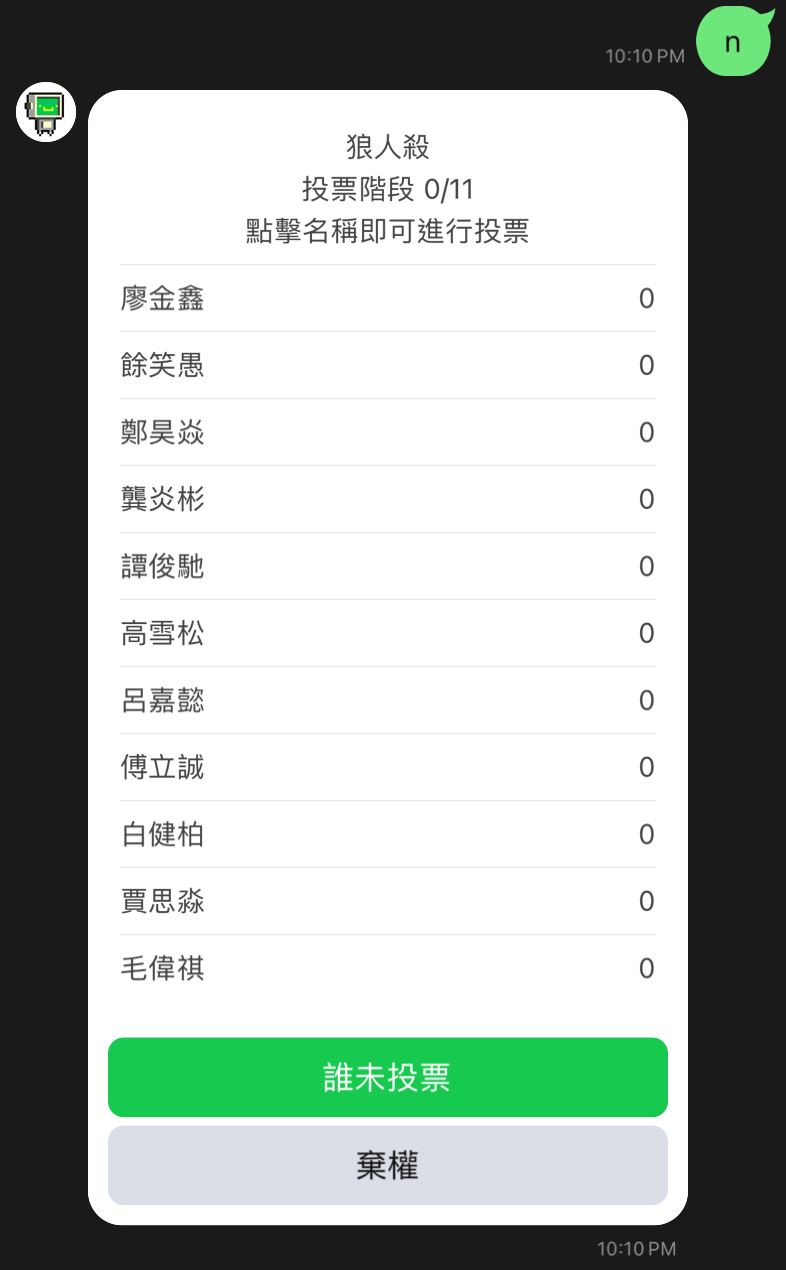 n
10:10 PM
狼人殺
投票階段 0/11
點擊名稱即可進行投票
廖金鑫 0
餘笑愚 0
鄭昊焱 0
龔炎彬 0
譚俊馳 0
高雪松 0
呂嘉懿 0
傅立誠 0
白健柏 0
賈思淼 0
毛偉祺 0
誰未投票
棄權
10:10 PM